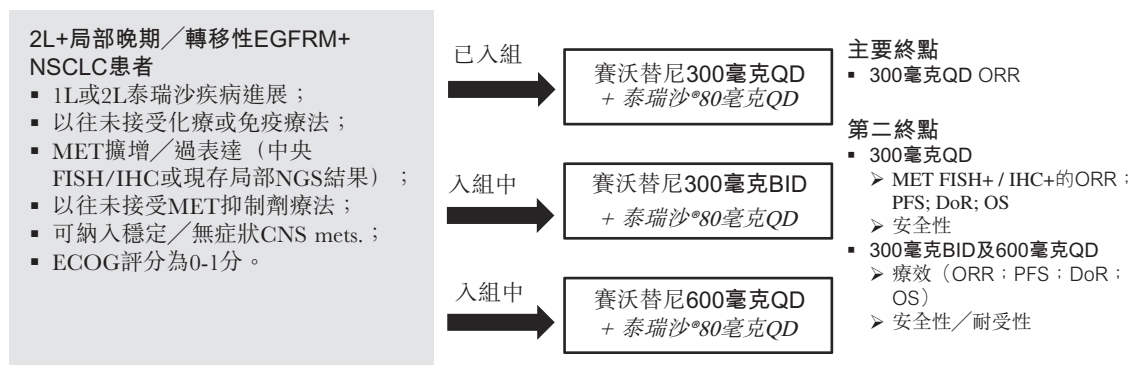 2L+局部晚期／轉移性EGFRM+
NSCLC患者
▪ 1L或2L泰瑞沙疾病進展；
▪ 以往未接受化療或免疫療法；
▪ MET擴增／過表達（中央
FISH/IHC或現存局部NGS結果）；
▪ 以往未接受MET抑制劑療法；
▪ 可納入穩定／無症狀CNS mets.；
▪ ECOG評分為0-1分。
已入組
賽沃替尼300毫克QD
+ 泰瑞沙®80毫克QD
入組中
賽沃替尼300毫克BID
+ 泰瑞沙®80毫克QD
入組中
賽沃替尼600毫克QD
+ 泰瑞沙®80毫克QD
主要終點
▪ 300毫克QD ORR
第二終點
▪ 300毫克QD
➢ MET FISH+ / IHC+的ORR；
PFS; DoR; OS
➢ 安全性
▪ 300毫克BID及600毫克QD
➢ 療效（ORR；PFS；DoR；
OS）
➢ 安全性／耐受性